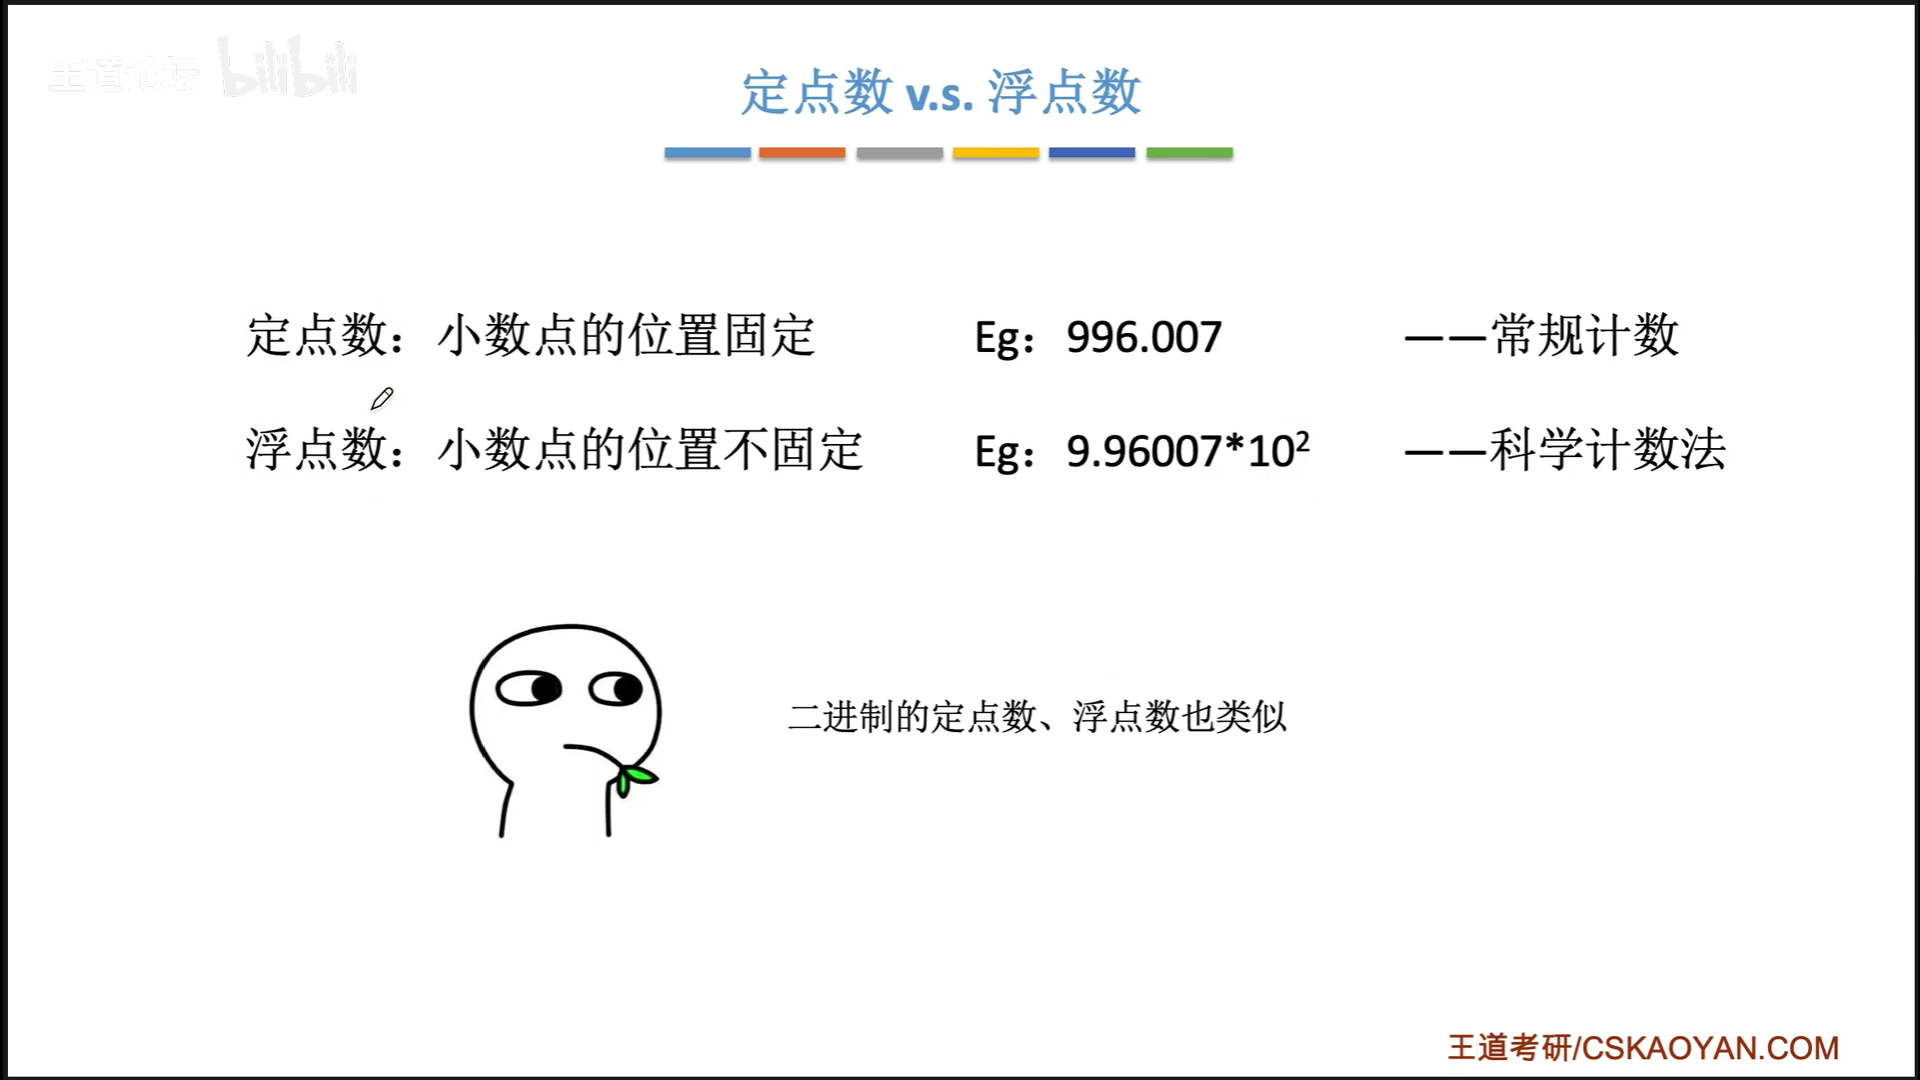 王道论坛 bilibili
定点数 v.s. 浮点数
定点数：小数点的位置固定 Eg：996.007 ——常规计数
浮点数：小数点的位置不固定 Eg：9.96007*10² ——科学计数法
二进制的定点数、浮点数也类似
王道考研/CSKAOYAN.COM